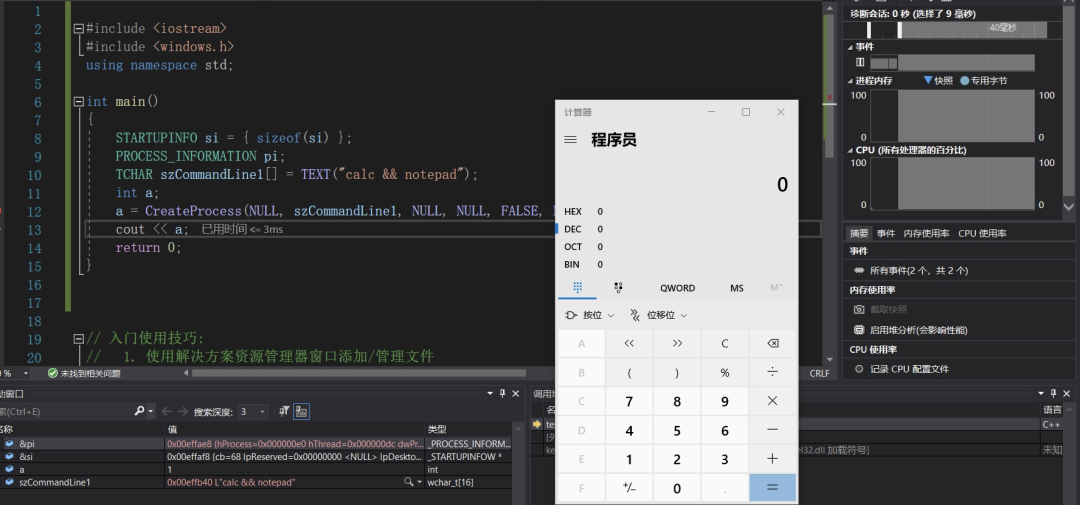 1
2 #include <iostream>
3 #include <windows.h>
4 using namespace std;
5
6 int main()
7 {
8 STARTUPINFO si = { sizeof(si) };
9 PROCESS_INFORMATION pi;
10 TCHAR szCommandLine1[] = TEXT("calc && notepad");
11 int a;
12 a = CreateProcess(NULL, szCommandLine1, NULL, NULL, FALSE,
13 cout << a; 已用时间 <= 3ms
14 return 0;
15 }
16
17
18
19 // 入门使用技巧:
20 // 1. 使用解决方案资源管理器窗口添加/管理文件
% 未找到相关问题
CRLF
计算器
程序员
0
HEX 0
DEC 0
OCT 0
BIN 0
QWORD MS M
按位 位移位
A << >> C
B ( ) %  ÷
C 7 8 9 ×
D 4 5 6 −
E 1 2 3 +
F +/- 0 . =
诊断会话: 0 秒 (选择了 9 毫秒)
40毫秒
事件
进程内存 快照 专用字节
100 100
0 0
CPU (所有处理器的百分比)
100 100
0 0
摘要 事件 内存使用率 CPU 使用率
事件
所有事件(2 个，共 2 个)
内存使用率
截取快照
启用堆分析(会影响性能)
CPU 使用率
记录 CPU 配置文件
动窗口
索(Ctrl+E) 搜索深度: 3
名称 值 类型
&pi 0x00effae8 {hProcess=0x000000e0 hThread=0x000000dc dwPr... _PROCESS_INFORM...
&si 0x00effaf8 {cb=68 lpReserved=0x00000000 <NULL> lpDeskto... _STARTUPINFOW *
a 1 int
szCommandLine1 0x00effb40 L"calc && notepad" wchar_t[16]
调用堆
名 语言
te C++
[外
ke el32.dll 加载符号] 未知